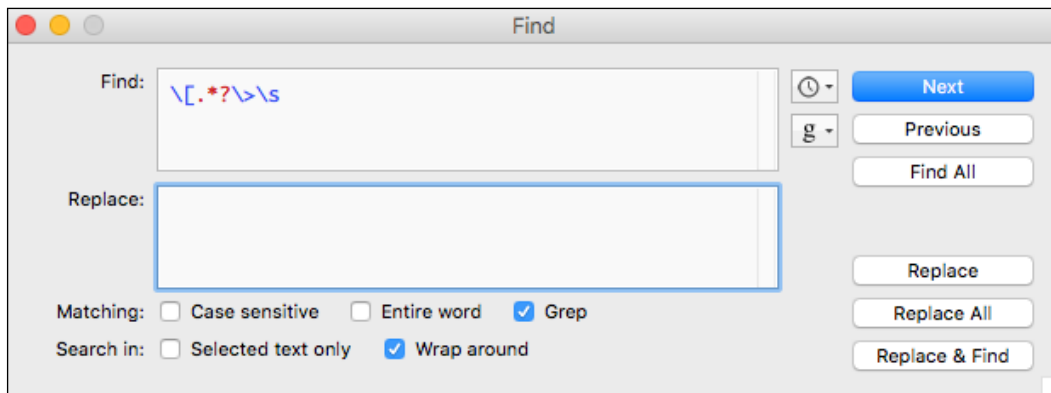 Find
Find:
\[.*?\>\s
g
Next
Previous
Find All
Replace:
Replace
Matching: Case sensitive Entire word Grep
Replace All
Search in: Selected text only Wrap around
Replace & Find